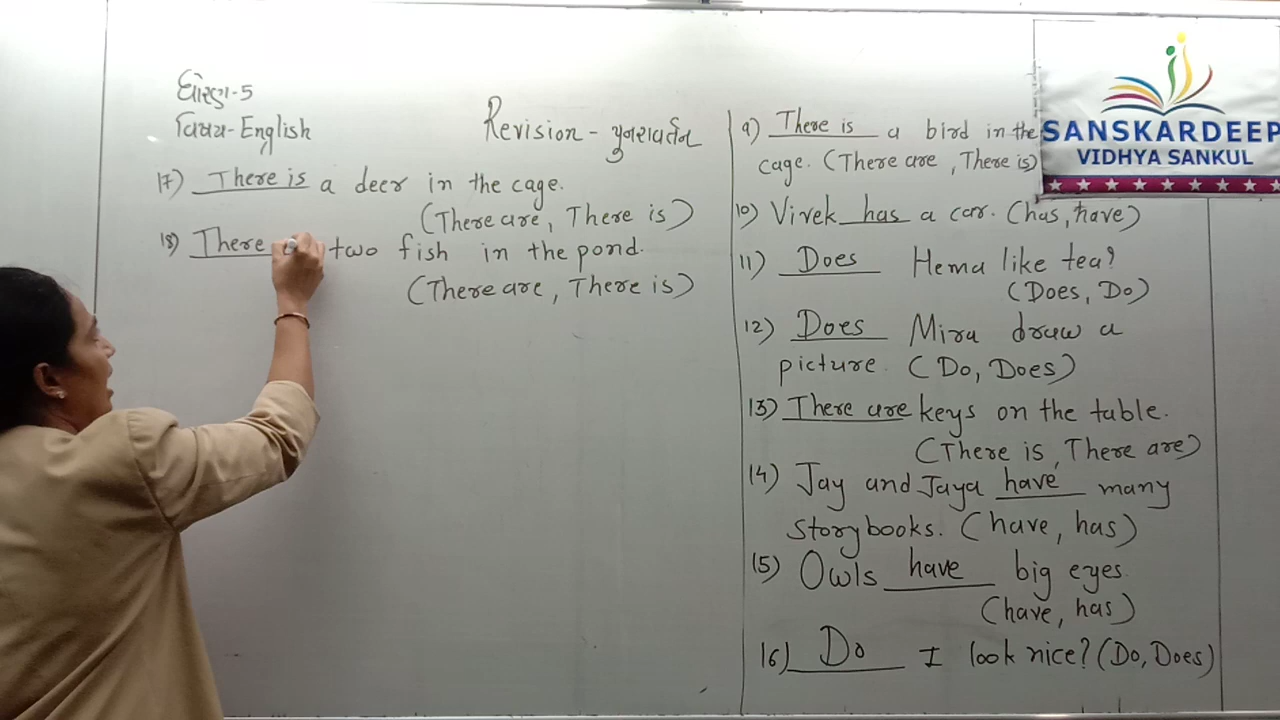 ધોરણ-5
વિષય-English
Revision - પુનરાવર્તન
17) There is a deer in the cage.
(There are, There is)
18) There two fish in the pond.
(There are, There is)
9) There is a bird in the
cage. (There are, There is)
10) Vivek has a car. (has, have)
11) Does Hema like tea?
(Does, Do)
12) Does Mira draw a
picture. (Do, Does)
13) There are keys on the table.
(There is, There are)
14) Jay and Jaya have many
storybooks. (have, has)
15) Owls have big eyes.
(have, has)
16) Do I look nice? (Do, Does)
SANSKARDEEP
VIDHYA SANKUL